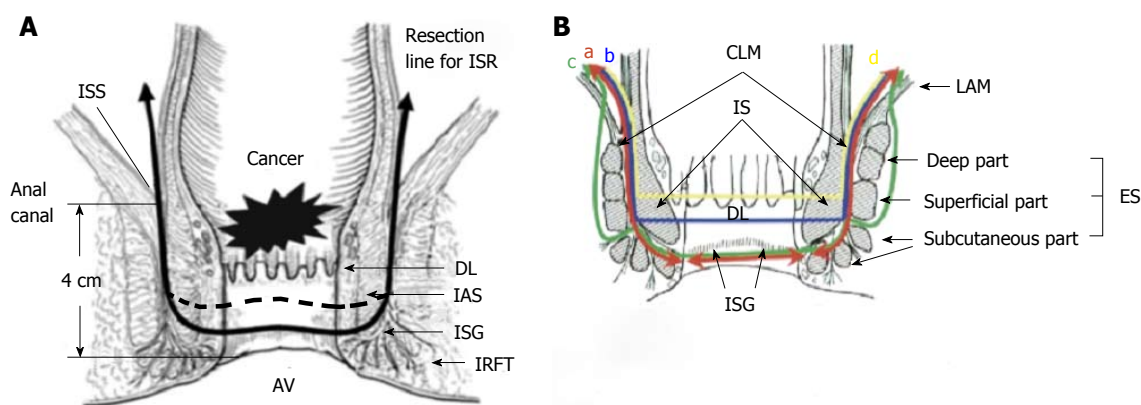 A
Resection
line for ISR
ISS
Cancer
Anal
canal
4 cm
DL
IAS
ISG
IRFT
AV
B
c
a
b
CLM
d
LAM
IS
Deep part
Superficial part
ES
DL
Subcutaneous part
ISG